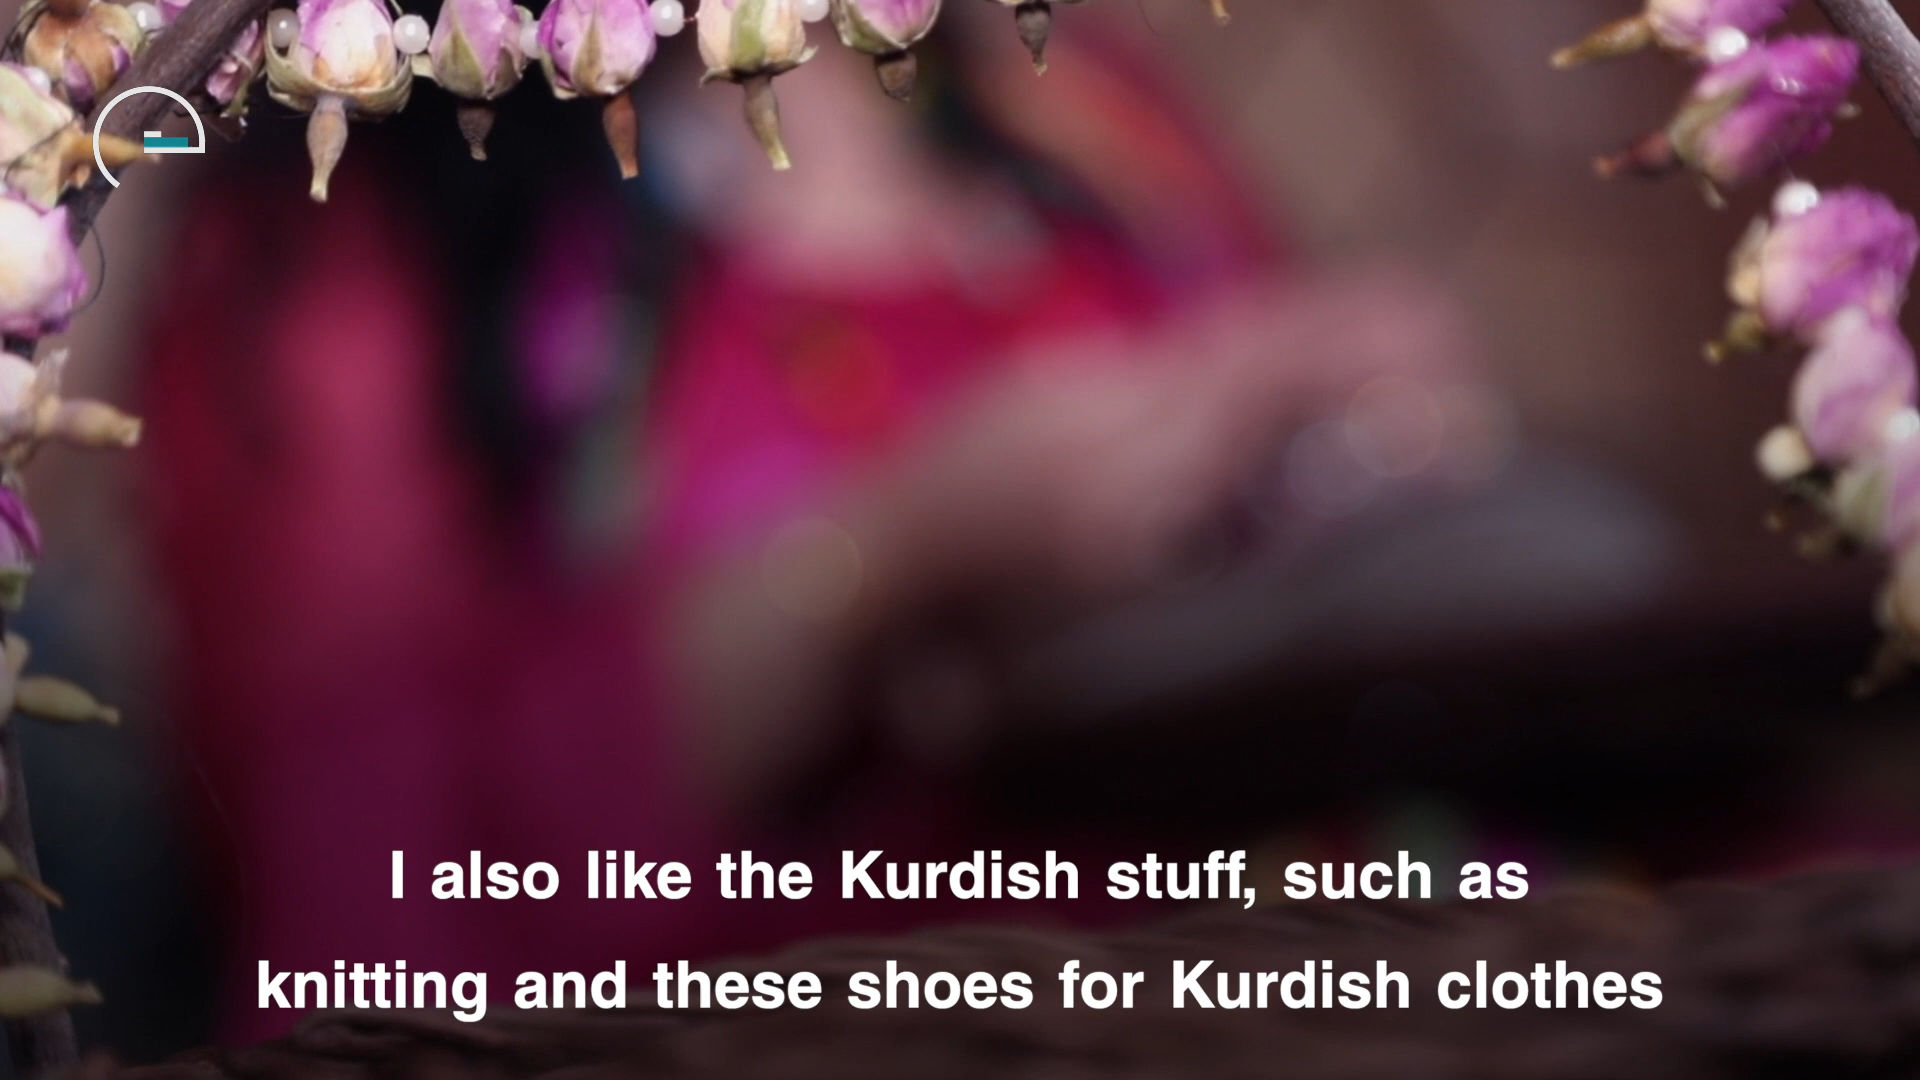 I also like the Kurdish stuff, such as
knitting and these shoes for Kurdish clothes